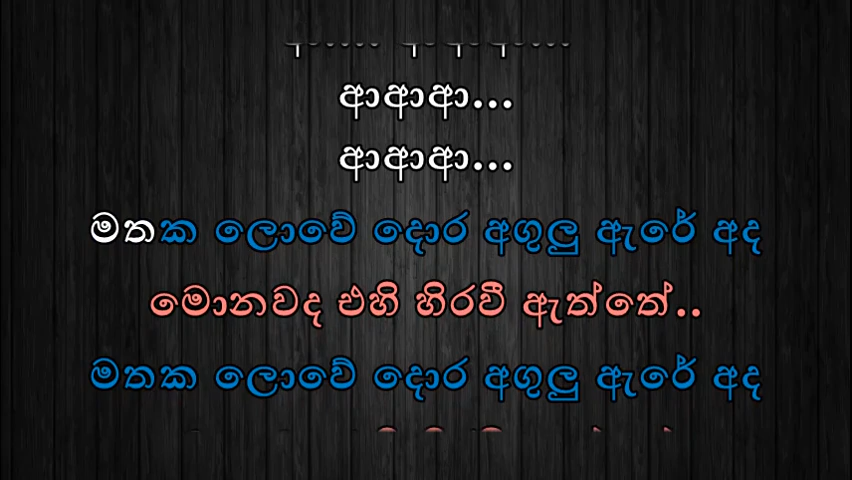 ආආආ...
ආආආ...
මතක ලොවේ දොර අගුලු ඇරේ අද
මොනවද එහි හිරවී ඇත්තේ..
මතක ලොවේ දොර අගුලු ඇරේ අද